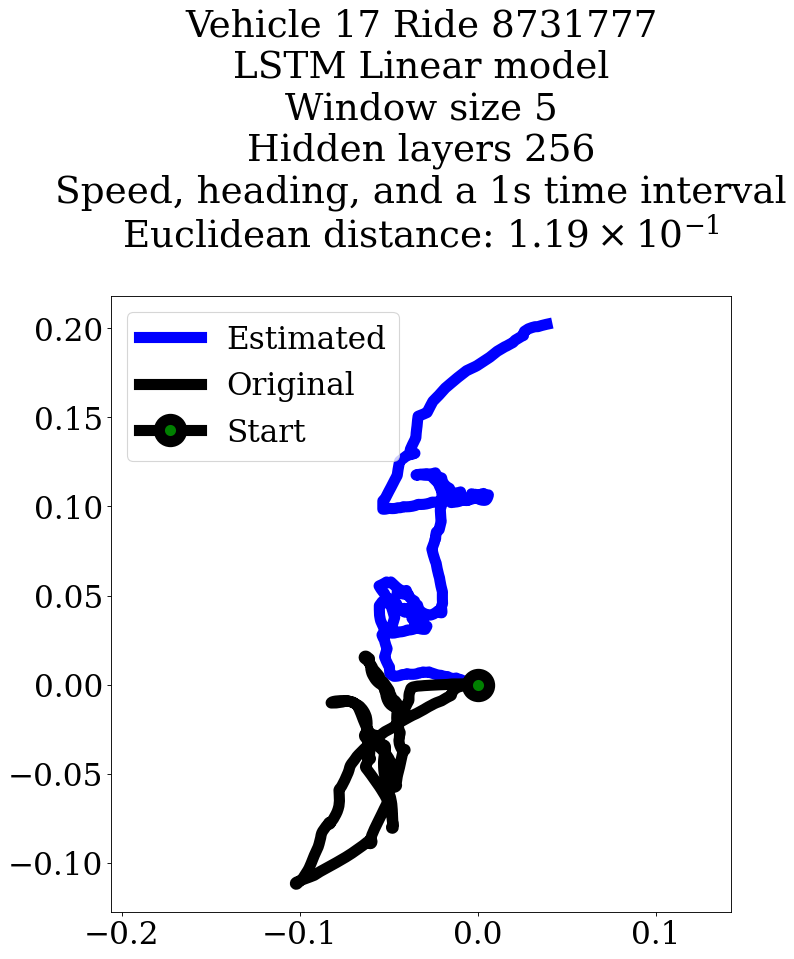 Vehicle 17 Ride 8731777
LSTM Linear model
Window size 5
Hidden layers 256
Speed, heading, and a 1s time interval
Euclidean distance: 1.19 × 10⁻¹
Estimated
Original
Start
0.20
0.15
0.10
0.05
0.00
−0.05
−0.10
−0.2 −0.1 0.0 0.1